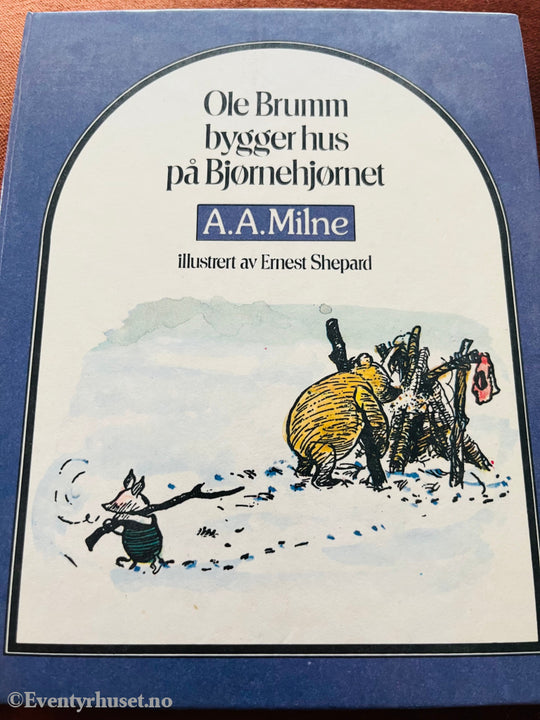 Ole Brumm
bygger hus
på Bjørnehjørnet
A.A.Milne
illustrert av Ernest Shepard
©Eventyrhuset.no